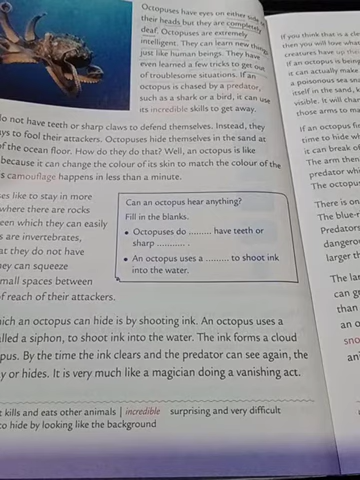 Octopuses have eyes on either side of
their heads but they are completely
deaf. Octopuses are extremely
intelligent. They can learn new things
just like human beings. They have
even learned a few tricks to get out
of troublesome situations. If an
octopus is chased by a predator,
such as a shark or a bird, it can use
its incredible skills to get away.
do not have teeth or sharp claws to defend themselves. Instead, they
ys to fool their attackers. Octopuses hide themselves in the sand at
of the ocean floor. How do they do that? Well, an octopus is like
because it can change the colour of its skin to match the colour of the
s camouflage happens in less than a minute.
ses like to stay in more
where there are rocks
een which they can easily
s are invertebrates,
at they do not have
ney can squeeze
mall spaces between
of reach of their attackers.
Can an octopus hear anything?
Fill in the blanks.
• Octopuses do ......... have teeth or
sharp .......... .
• An octopus uses a ......... to shoot ink
into the water.
hich an octopus can hide is by shooting ink. An octopus uses a
alled a siphon, to shoot ink into the water. The ink forms a cloud
pus. By the time the ink clears and the predator can see again, the
y or hides. It is very much like a magician doing a vanishing act.
t kills and eats other animals | incredible surprising and very difficult
to hide by looking like the background
If you think that is a cle
then you will love what
creatures have up the
If an octopus is being
it can actually make
a poisonous sea sna
itself in the sand, k
visible. It will chan
those arms to ma
If an octopus fin
time to hide wh
it can break of
The arm then
predator whi
The octopu
There is on
The blue-r
Predators
dangero
larger th
The lar
can gr
than
an o
sno
an